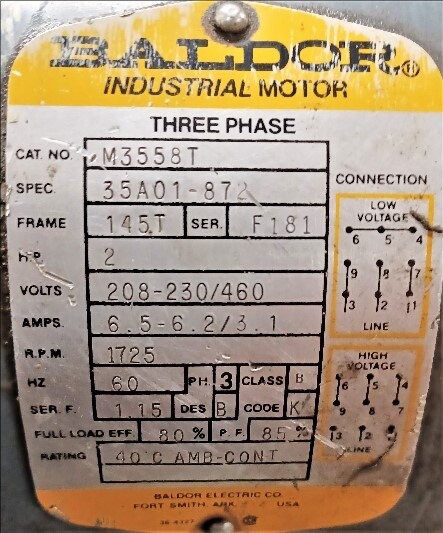 BALDOR®
INDUSTRIAL MOTOR
THREE PHASE
CAT. NO. M3558T
SPEC. 35A01-872
FRAME 145T SER. F181
H.P. 2
VOLTS 208-230/460
AMPS. 6.5-6.2/3.1
R.P.M. 1725
HZ 60 PH. 3 CLASS B
SER. F. 1.15 DES B CODE K
FULL LOAD EFF. 80 % P. F. 85 %
RATING 40°C AMB-CONT
CONNECTION
LOW
VOLTAGE
6 5 4
9 8 7
3 2 1
LINE
HIGH
VOLTAGE
6 5 4
9 8 7
3 2 1
LINE
BALDOR ELECTRIC CO.
FORT SMITH, ARK. USA